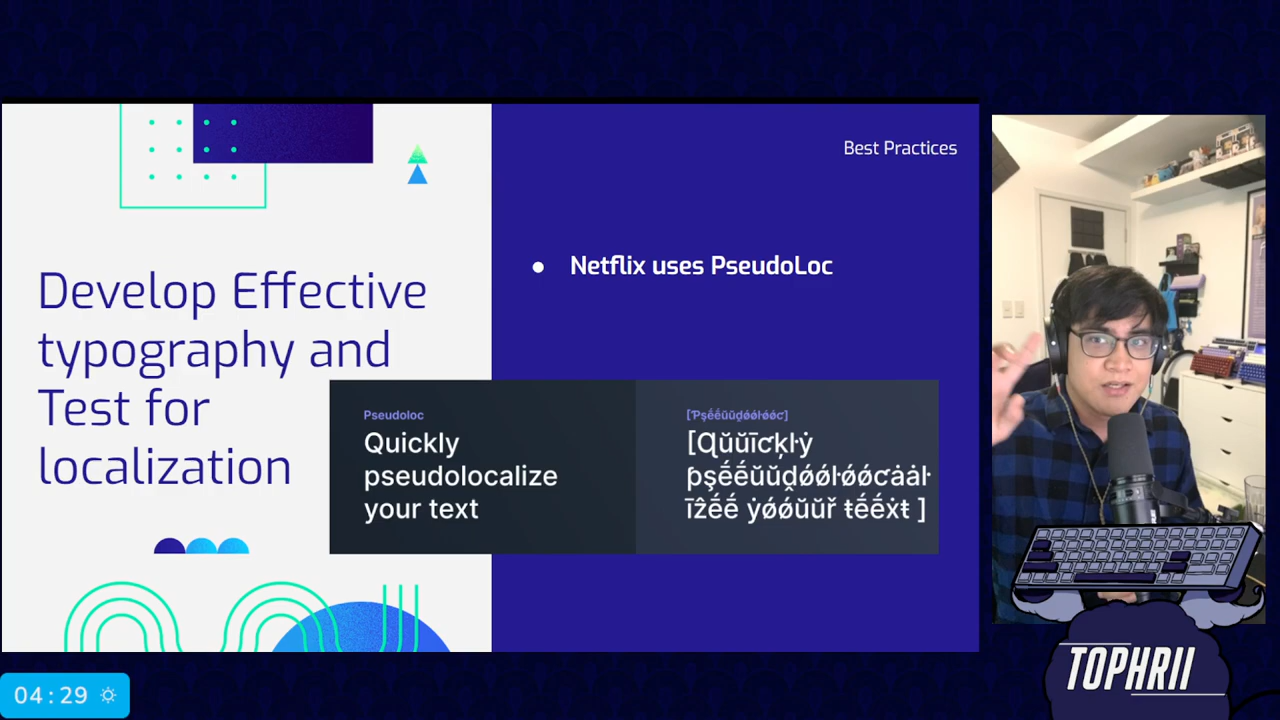 Best Practices
Develop Effective
typography and
Test for
localization
● Netflix uses PseudoLoc
Pseudoloc
Quickly
pseudolocalize
your text
[Ƥşḗḗŭŭḓǿǿŀǿǿƈ]
[Ɋŭŭīƈķŀẏ
ƥşḗḗŭŭḓǿǿŀǿǿƈȧȧŀ
īẑḗḗ ẏǿǿŭŭř ŧḗḗẋŧ ]
04:29
TOPHRII